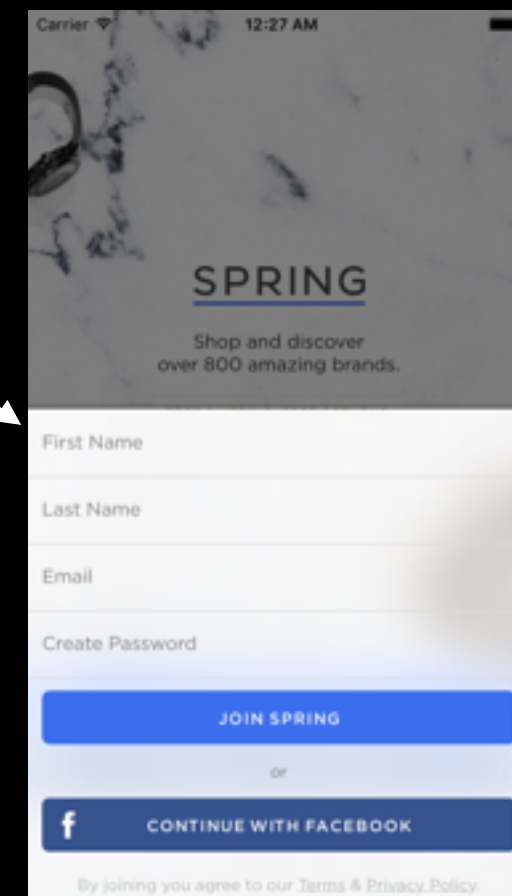 Carrier
12:27 AM
SPRING
Shop and discover
over 800 amazing brands.
First Name
Last Name
Email
Create Password
JOIN SPRING
or
f
CONTINUE WITH FACEBOOK
By joining you agree to our Terms & Privacy Policy.